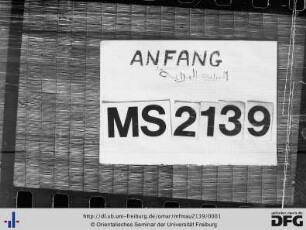 ANFANG
MS 2139
http://dl.ub.uni-freiburg.de/omar/mfmau2139/0001
© Orientalisches Seminar der Universität Freiburg
DFG